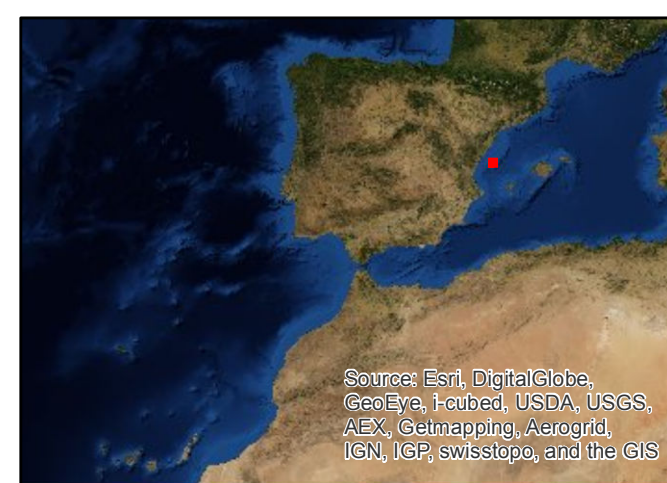 Source: Esri, DigitalGlobe,
GeoEye, i-cubed, USDA, USGS,
AEX, Getmapping, Aerogrid,
IGN, IGP, swisstopo, and the GIS